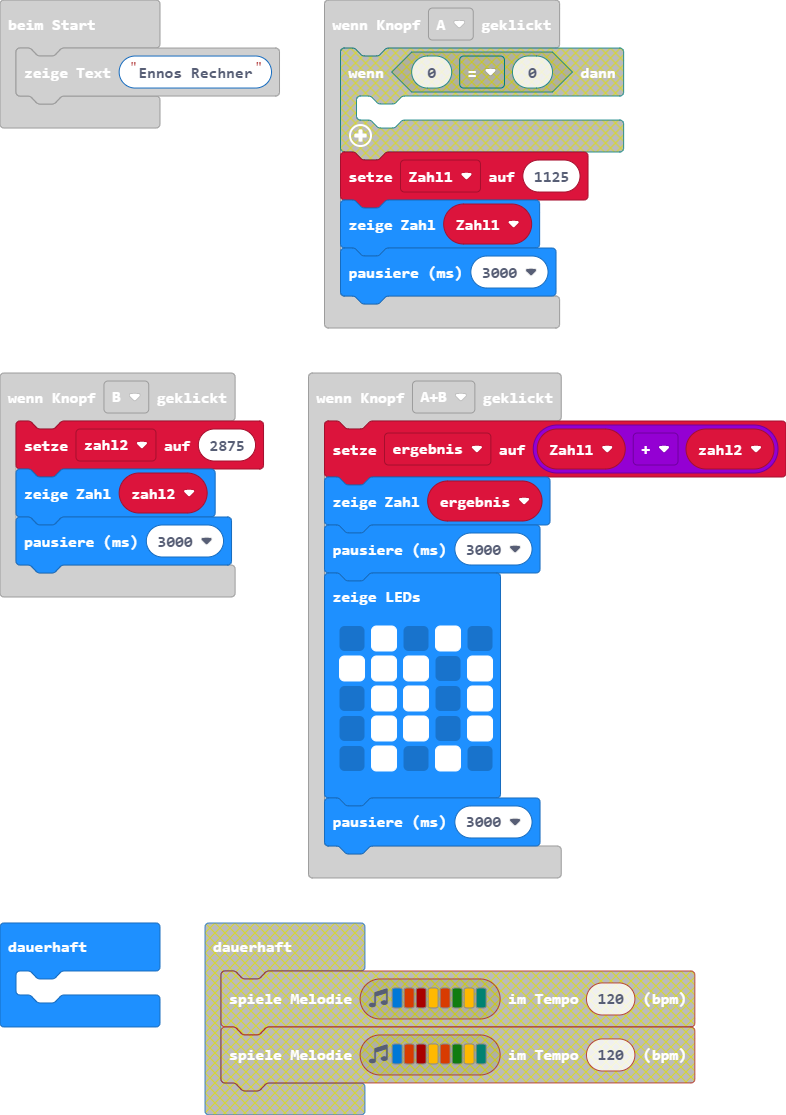 beim Start
zeige Text "Ennos Rechner"
wenn Knopf A geklickt
wenn 0 = 0 dann
setze Zahl1 auf 1125
zeige Zahl Zahl1
pausiere (ms) 3000
wenn Knopf B geklickt
setze zahl2 auf 2875
zeige Zahl zahl2
pausiere (ms) 3000
wenn Knopf A+B geklickt
setze ergebnis auf Zahl1 + zahl2
zeige Zahl ergebnis
pausiere (ms) 3000
zeige LEDs
pausiere (ms) 3000
dauerhaft
dauerhaft
spiele Melodie im Tempo 120 (bpm)
spiele Melodie im Tempo 120 (bpm)